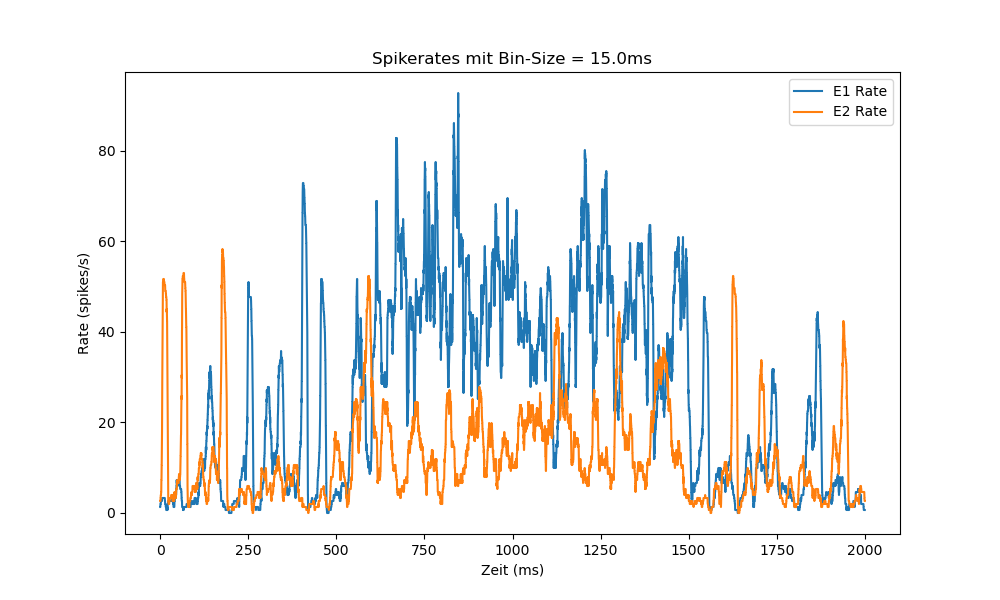 Spikerates mit Bin-Size = 15.0ms
E1 Rate
E2 Rate
Rate (spikes/s)
80
60
40
20
0
0 250 500 750 1000 1250 1500 1750 2000
Zeit (ms)